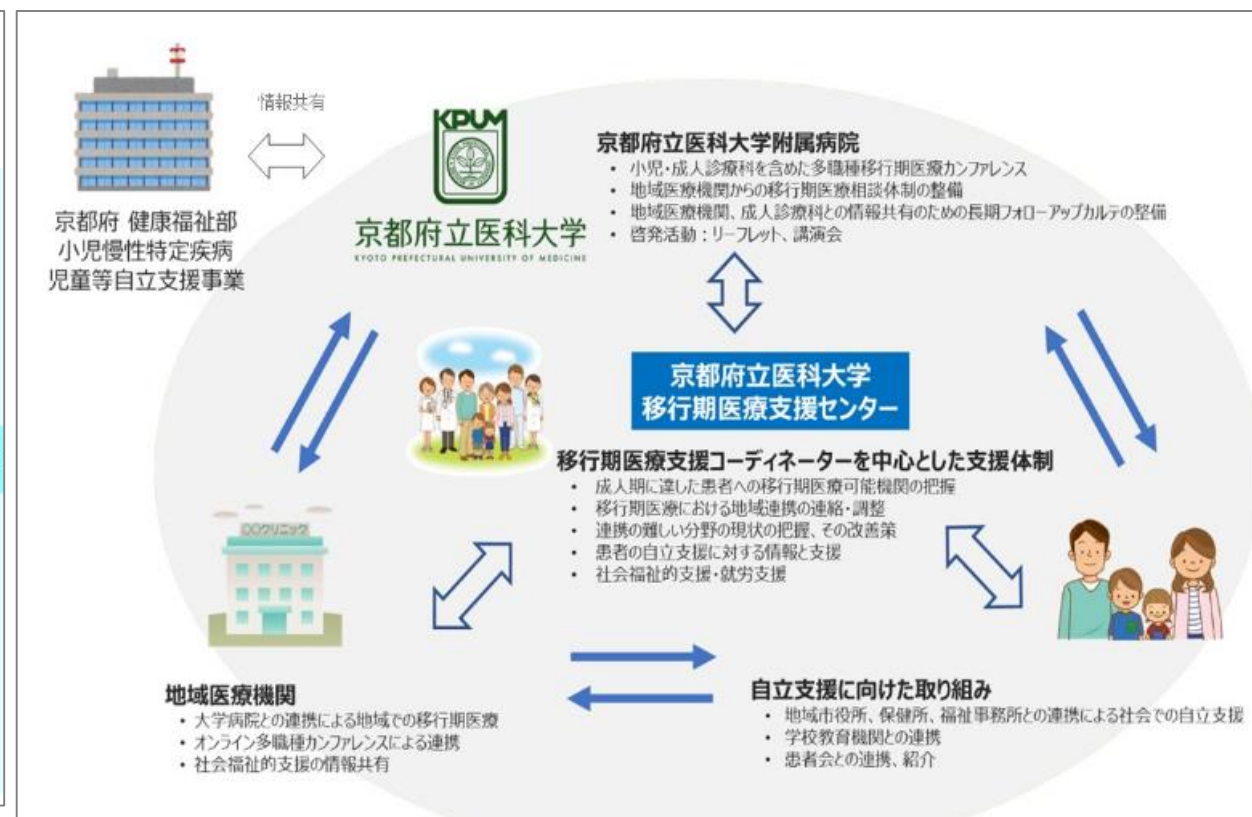 情報共有
京都府 健康福祉部
小児慢性特定疾病
児童等自立支援事業
KPUM
京都府立医科大学
KYOTO PREFECTURAL UNIVERSITY OF MEDICINE
京都府立医科大学附属病院
• 小児・成人診療科を含めた多職種移行期医療カンファレンス
• 地域医療機関からの移行期医療相談体制の整備
• 地域医療機関、成人診療科との情報共有のための長期フォローアップカルテの整備
• 啓発活動：リーフレット、講演会
京都府立医科大学
移行期医療支援センター
移行期医療支援コーディネーターを中心とした支援体制
• 成人期に達した患者への移行期医療可能機関の把握
• 移行期医療における地域連携の連絡・調整
• 連携の難しい分野の現状の把握、その改善策
• 患者の自立支援に対する情報と支援
• 社会福祉的支援・就労支援
〇〇クリニック
地域医療機関
• 大学病院との連携による地域での移行期医療
• オンライン多職種カンファレンスによる連携
• 社会福祉的支援の情報共有
自立支援に向けた取り組み
• 地域市役所、保健所、福祉事務所との連携による社会での自立支援
• 学校教育機関との連携
• 患者会との連携、紹介